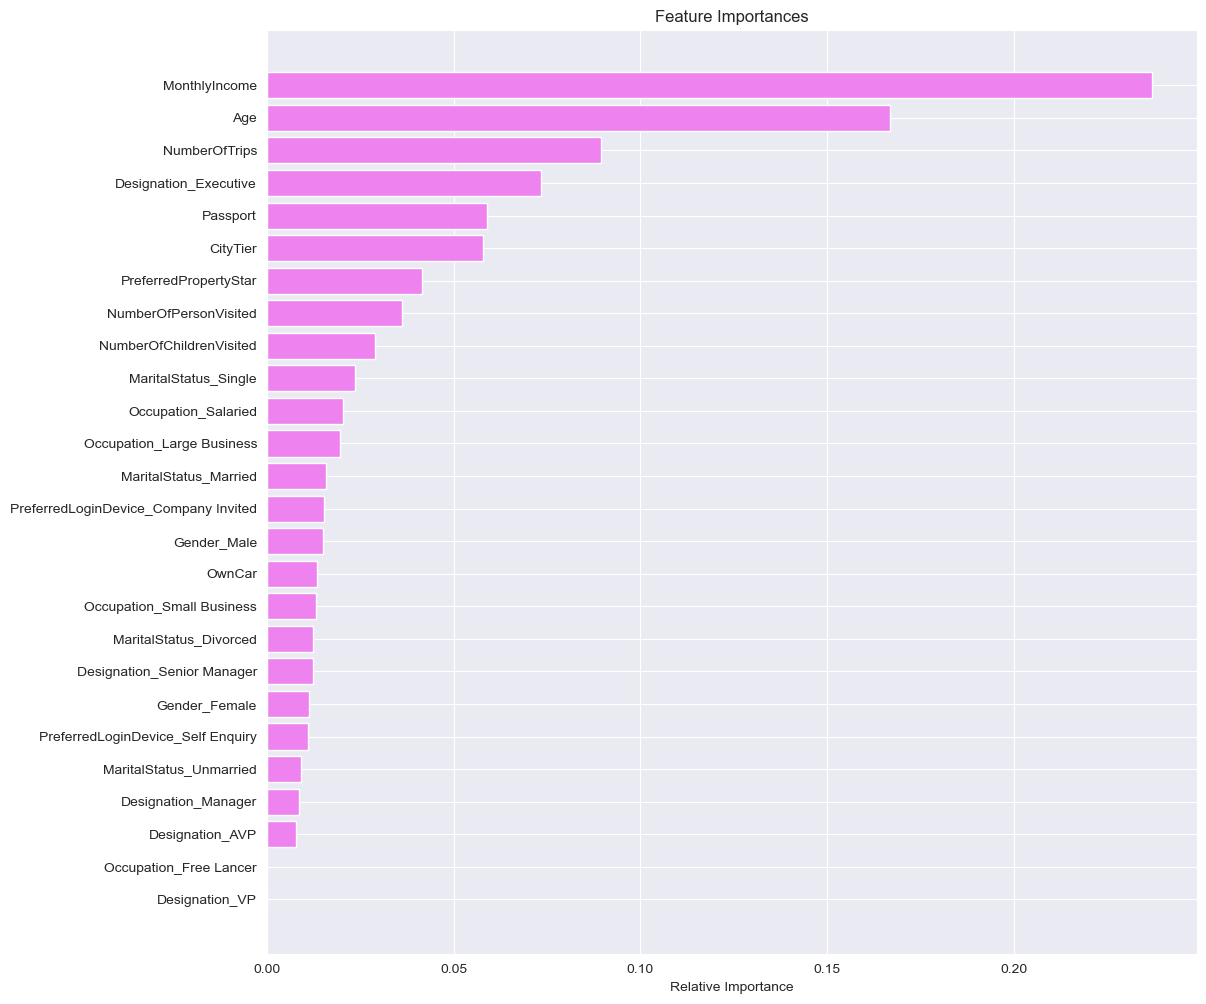 Feature Importances
MonthlyIncome
Age
NumberOfTrips
Designation_Executive
Passport
CityTier
PreferredPropertyStar
NumberOfPersonVisited
NumberOfChildrenVisited
MaritalStatus_Single
Occupation_Salaried
Occupation_Large Business
MaritalStatus_Married
PreferredLoginDevice_Company Invited
Gender_Male
OwnCar
Occupation_Small Business
MaritalStatus_Divorced
Designation_Senior Manager
Gender_Female
PreferredLoginDevice_Self Enquiry
MaritalStatus_Unmarried
Designation_Manager
Designation_AVP
Occupation_Free Lancer
Designation_VP
0.00 0.05 0.10 0.15 0.20
Relative Importance